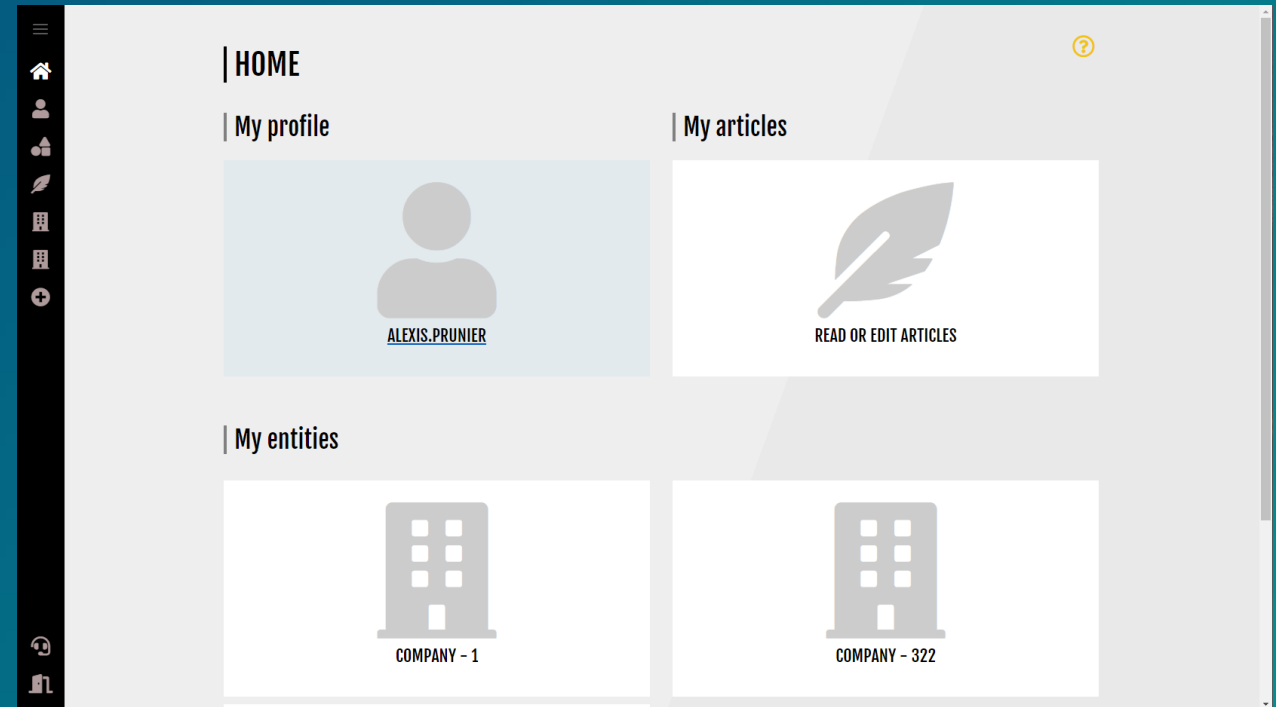 HOME
My profile
My articles
ALEXIS.PRUNIER
READ OR EDIT ARTICLES
My entities
COMPANY - 1
COMPANY - 322